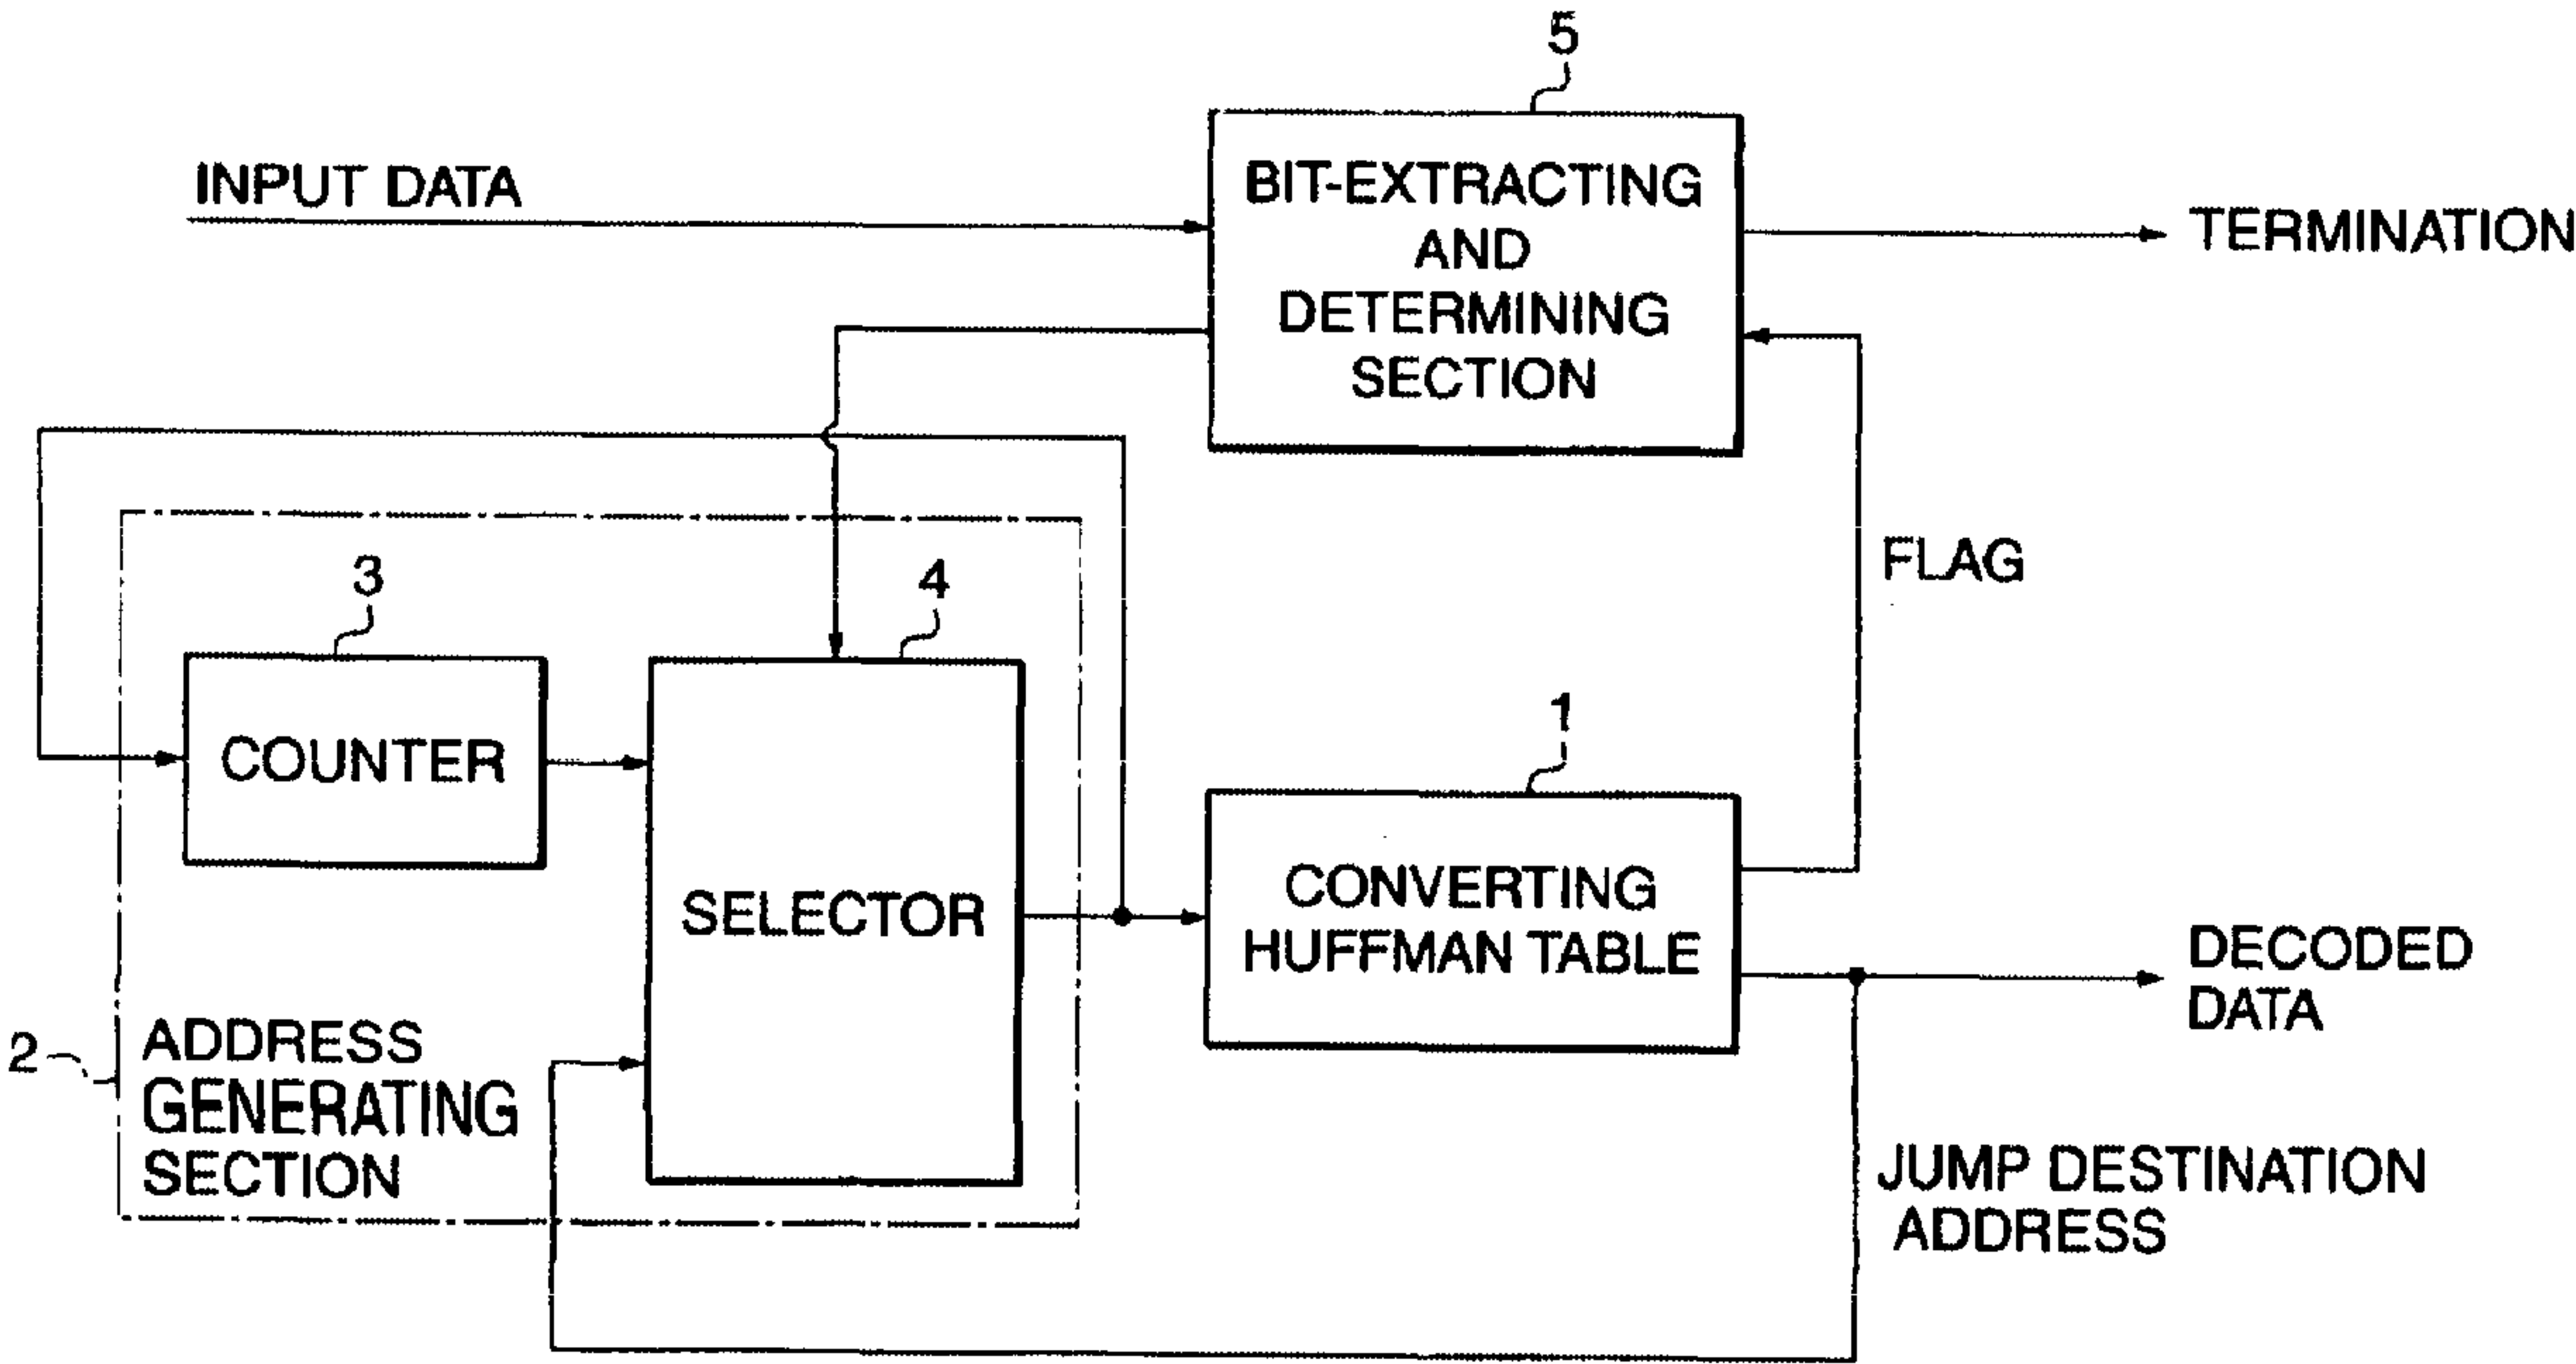 5
INPUT DATA
BIT-EXTRACTING
AND
DETERMINING
SECTION
TERMINATION
FLAG
3
4
COUNTER
SELECTOR
1
CONVERTING
HUFFMAN TABLE
DECODED
DATA
2
ADDRESS
GENERATING
SECTION
JUMP DESTINATION
ADDRESS